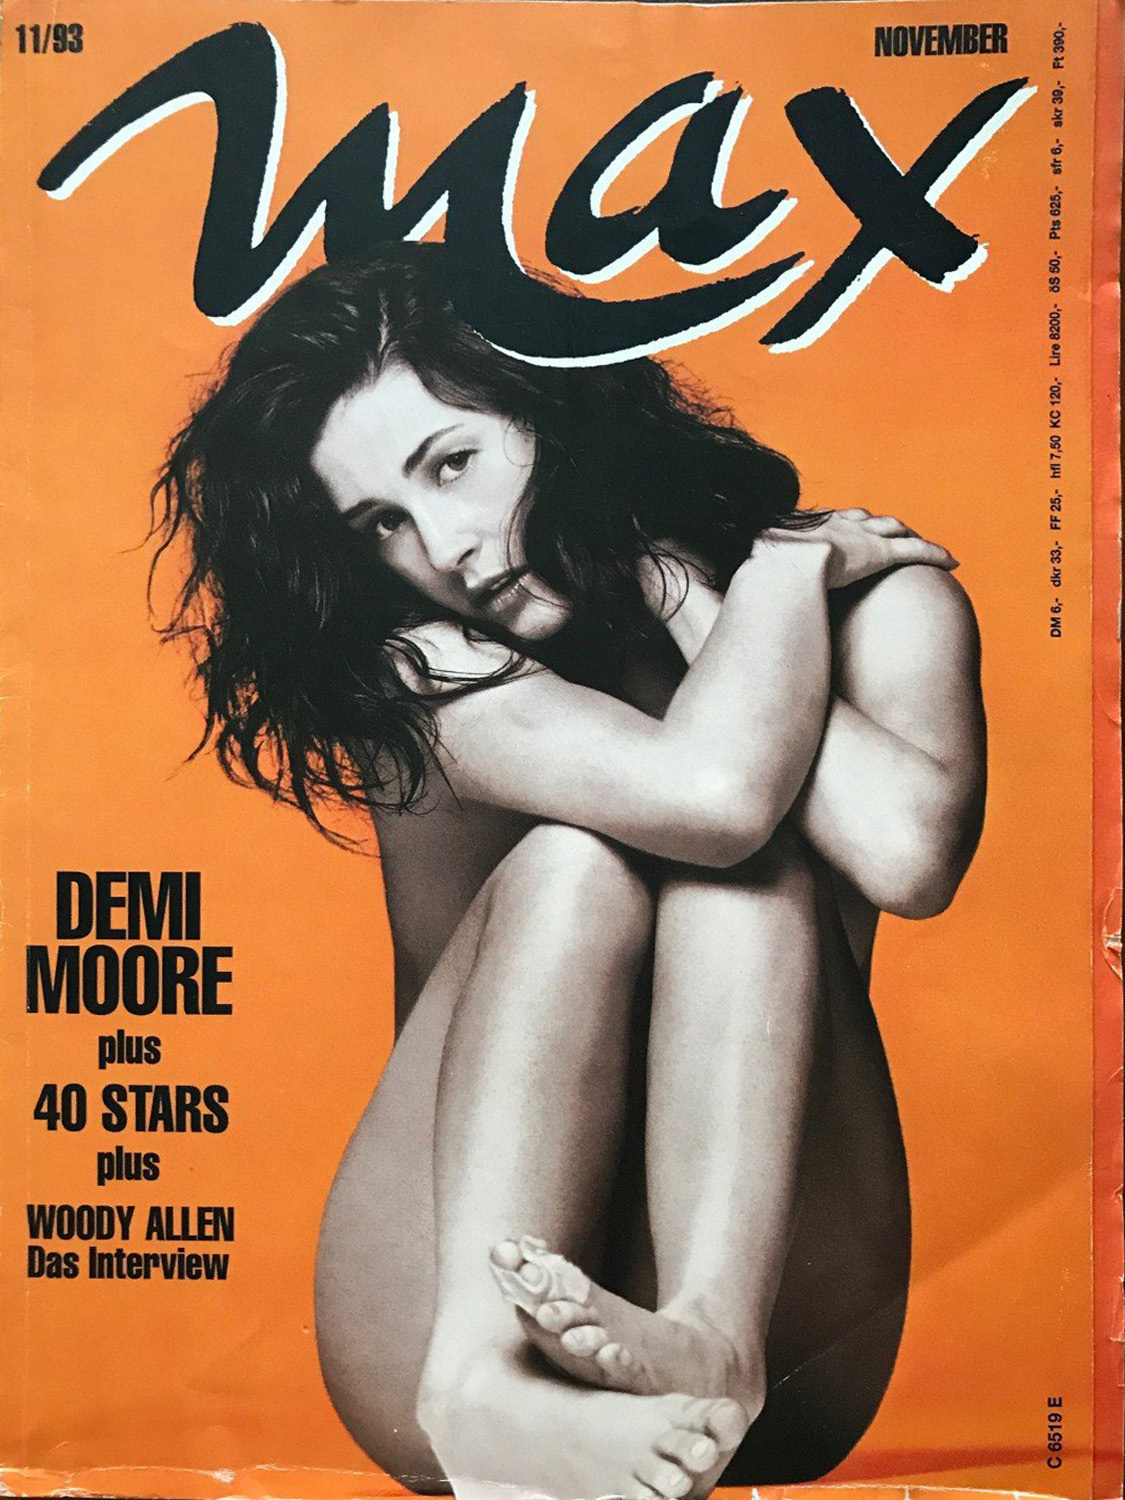 11/93
NOVEMBER
max
DM 6,- dkr 33,- FF 25,- hfl 7,50 KC 120,- Lire 8200,- öS 50,- Pts 625,- sfr 6,- skr 39,- Ft 390,-
DEMI
MOORE
plus
40 STARS
plus
WOODY ALLEN
Das Interview
C 6519 E